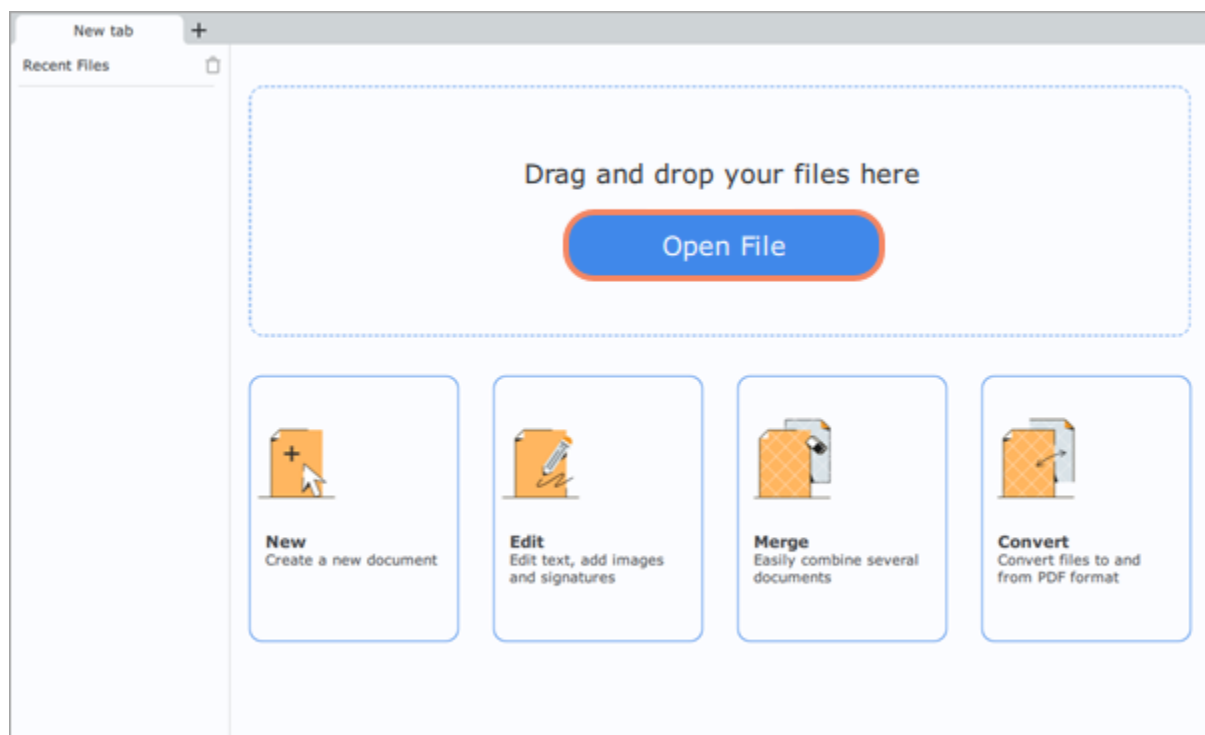 New tab
Recent Files
Drag and drop your files here
Open File
New
Create a new document
Edit
Edit text, add images
and signatures
Merge
Easily combine several
documents
Convert
Convert files to and
from PDF format